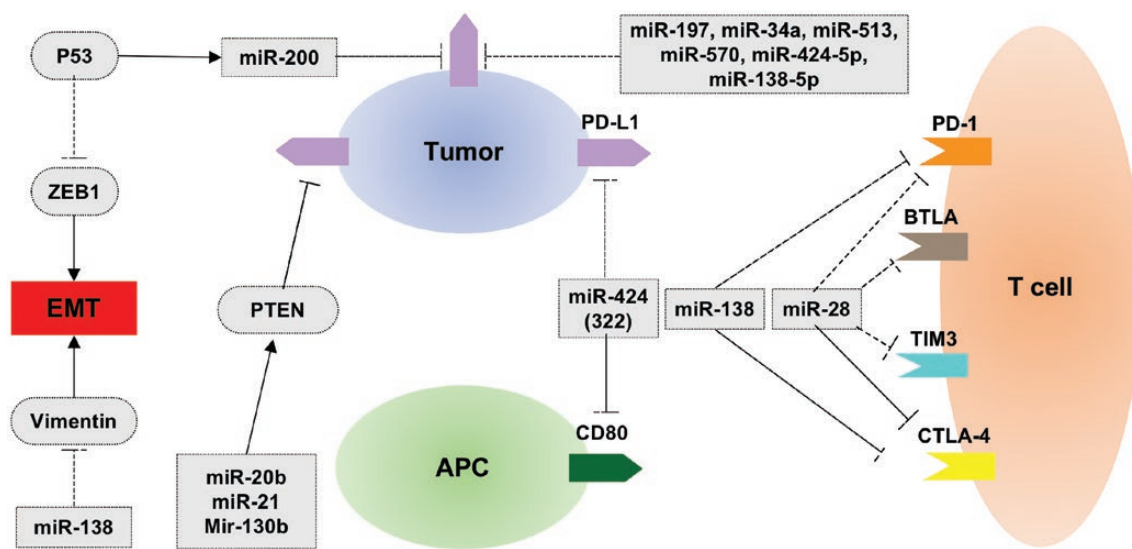 P53
miR-200
miR-197, miR-34a, miR-513,
miR-570, miR-424-5p,
miR-138-5p
PD-L1
Tumor
PD-1
ZEB1
BTLA
EMT
PTEN
miR-424
(322)
miR-138
miR-28
T cell
TIM3
Vimentin
CD80
CTLA-4
APC
miR-20b
miR-21
Mir-130b
miR-138